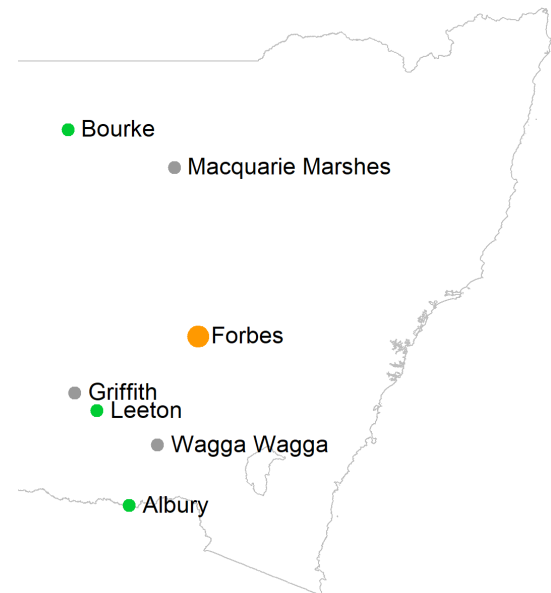 Bourke
Macquarie Marshes
Forbes
Griffith
Leeton
Wagga Wagga
Albury